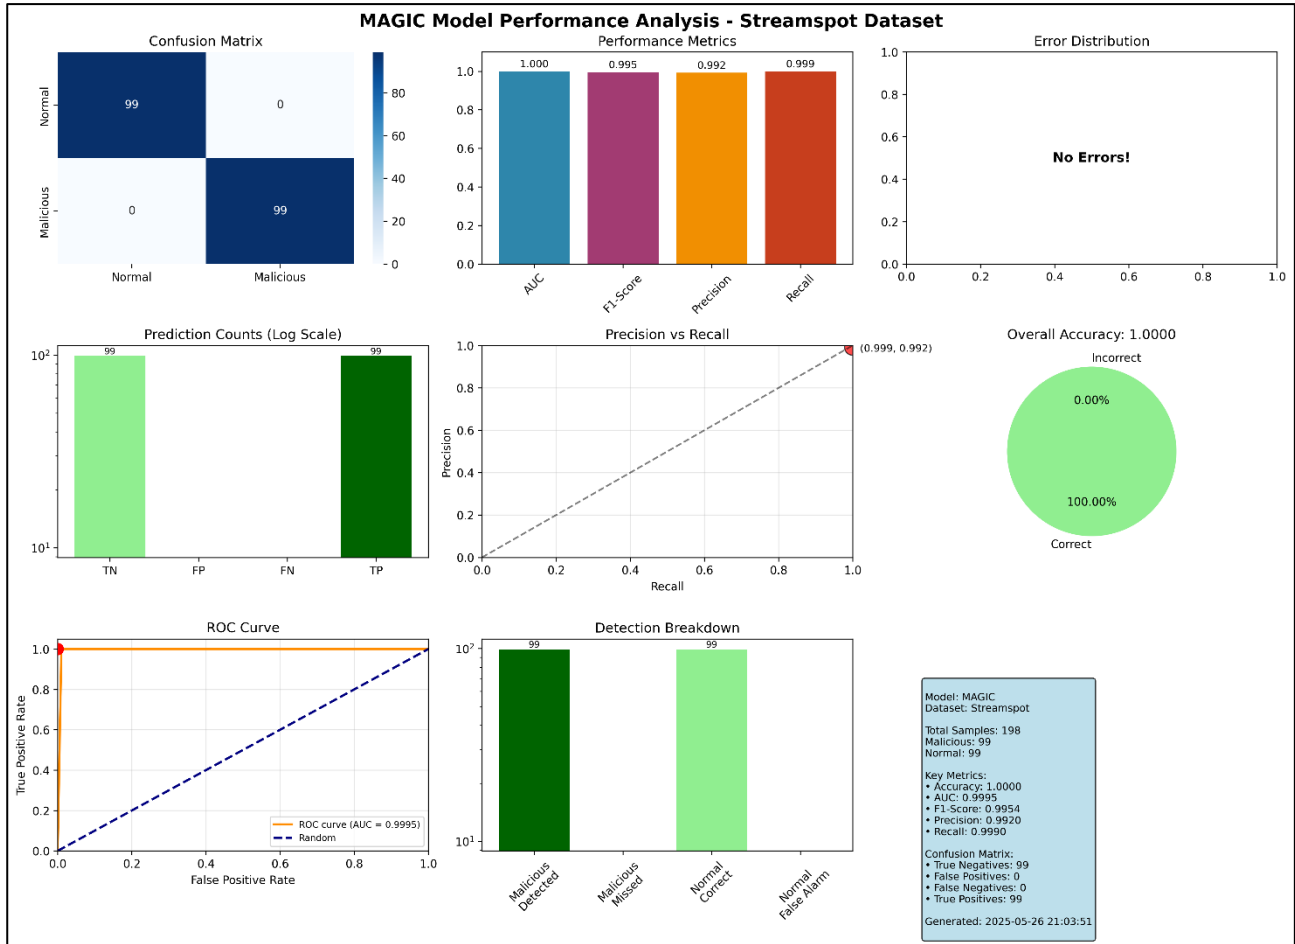 MAGIC Model Performance Analysis - Streamspot Dataset
Confusion Matrix
Normal
Malicious
99
0
0
99
Normal
Malicious
80
60
40
20
0
Performance Metrics
1.0
0.8
0.6
0.4
0.2
0.0
1.000
0.995
0.992
0.999
AUC
F1-Score
Precision
Recall
Error Distribution
1.0
0.8
0.6
0.4
0.2
0.0
No Errors!
0.0 0.2 0.4 0.6 0.8 1.0
Prediction Counts (Log Scale)
10²
10¹
99
99
TN
FP
FN
TP
Precision vs Recall
Precision
1.0
0.8
0.6
0.4
0.2
0.0
(0.999, 0.992)
0.0 0.2 0.4 0.6 0.8 1.0
Recall
Overall Accuracy: 1.0000
Incorrect
0.00%
100.00%
Correct
ROC Curve
True Positive Rate
1.0
0.8
0.6
0.4
0.2
0.0
ROC curve (AUC = 0.9995)
Random
0.0 0.2 0.4 0.6 0.8 1.0
False Positive Rate
Detection Breakdown
10²
10¹
99
99
Malicious
Detected
Malicious
Missed
Normal
Correct
Normal
False Alarm
Model: MAGIC
Dataset: Streamspot
Total Samples: 198
Malicious: 99
Normal: 99
Key Metrics:
• Accuracy: 1.0000
• AUC: 0.9995
• F1-Score: 0.9954
• Precision: 0.9920
• Recall: 0.9990
Confusion Matrix:
• True Negatives: 99
• False Positives: 0
• False Negatives: 0
• True Positives: 99
Generated: 2025-05-26 21:03:51